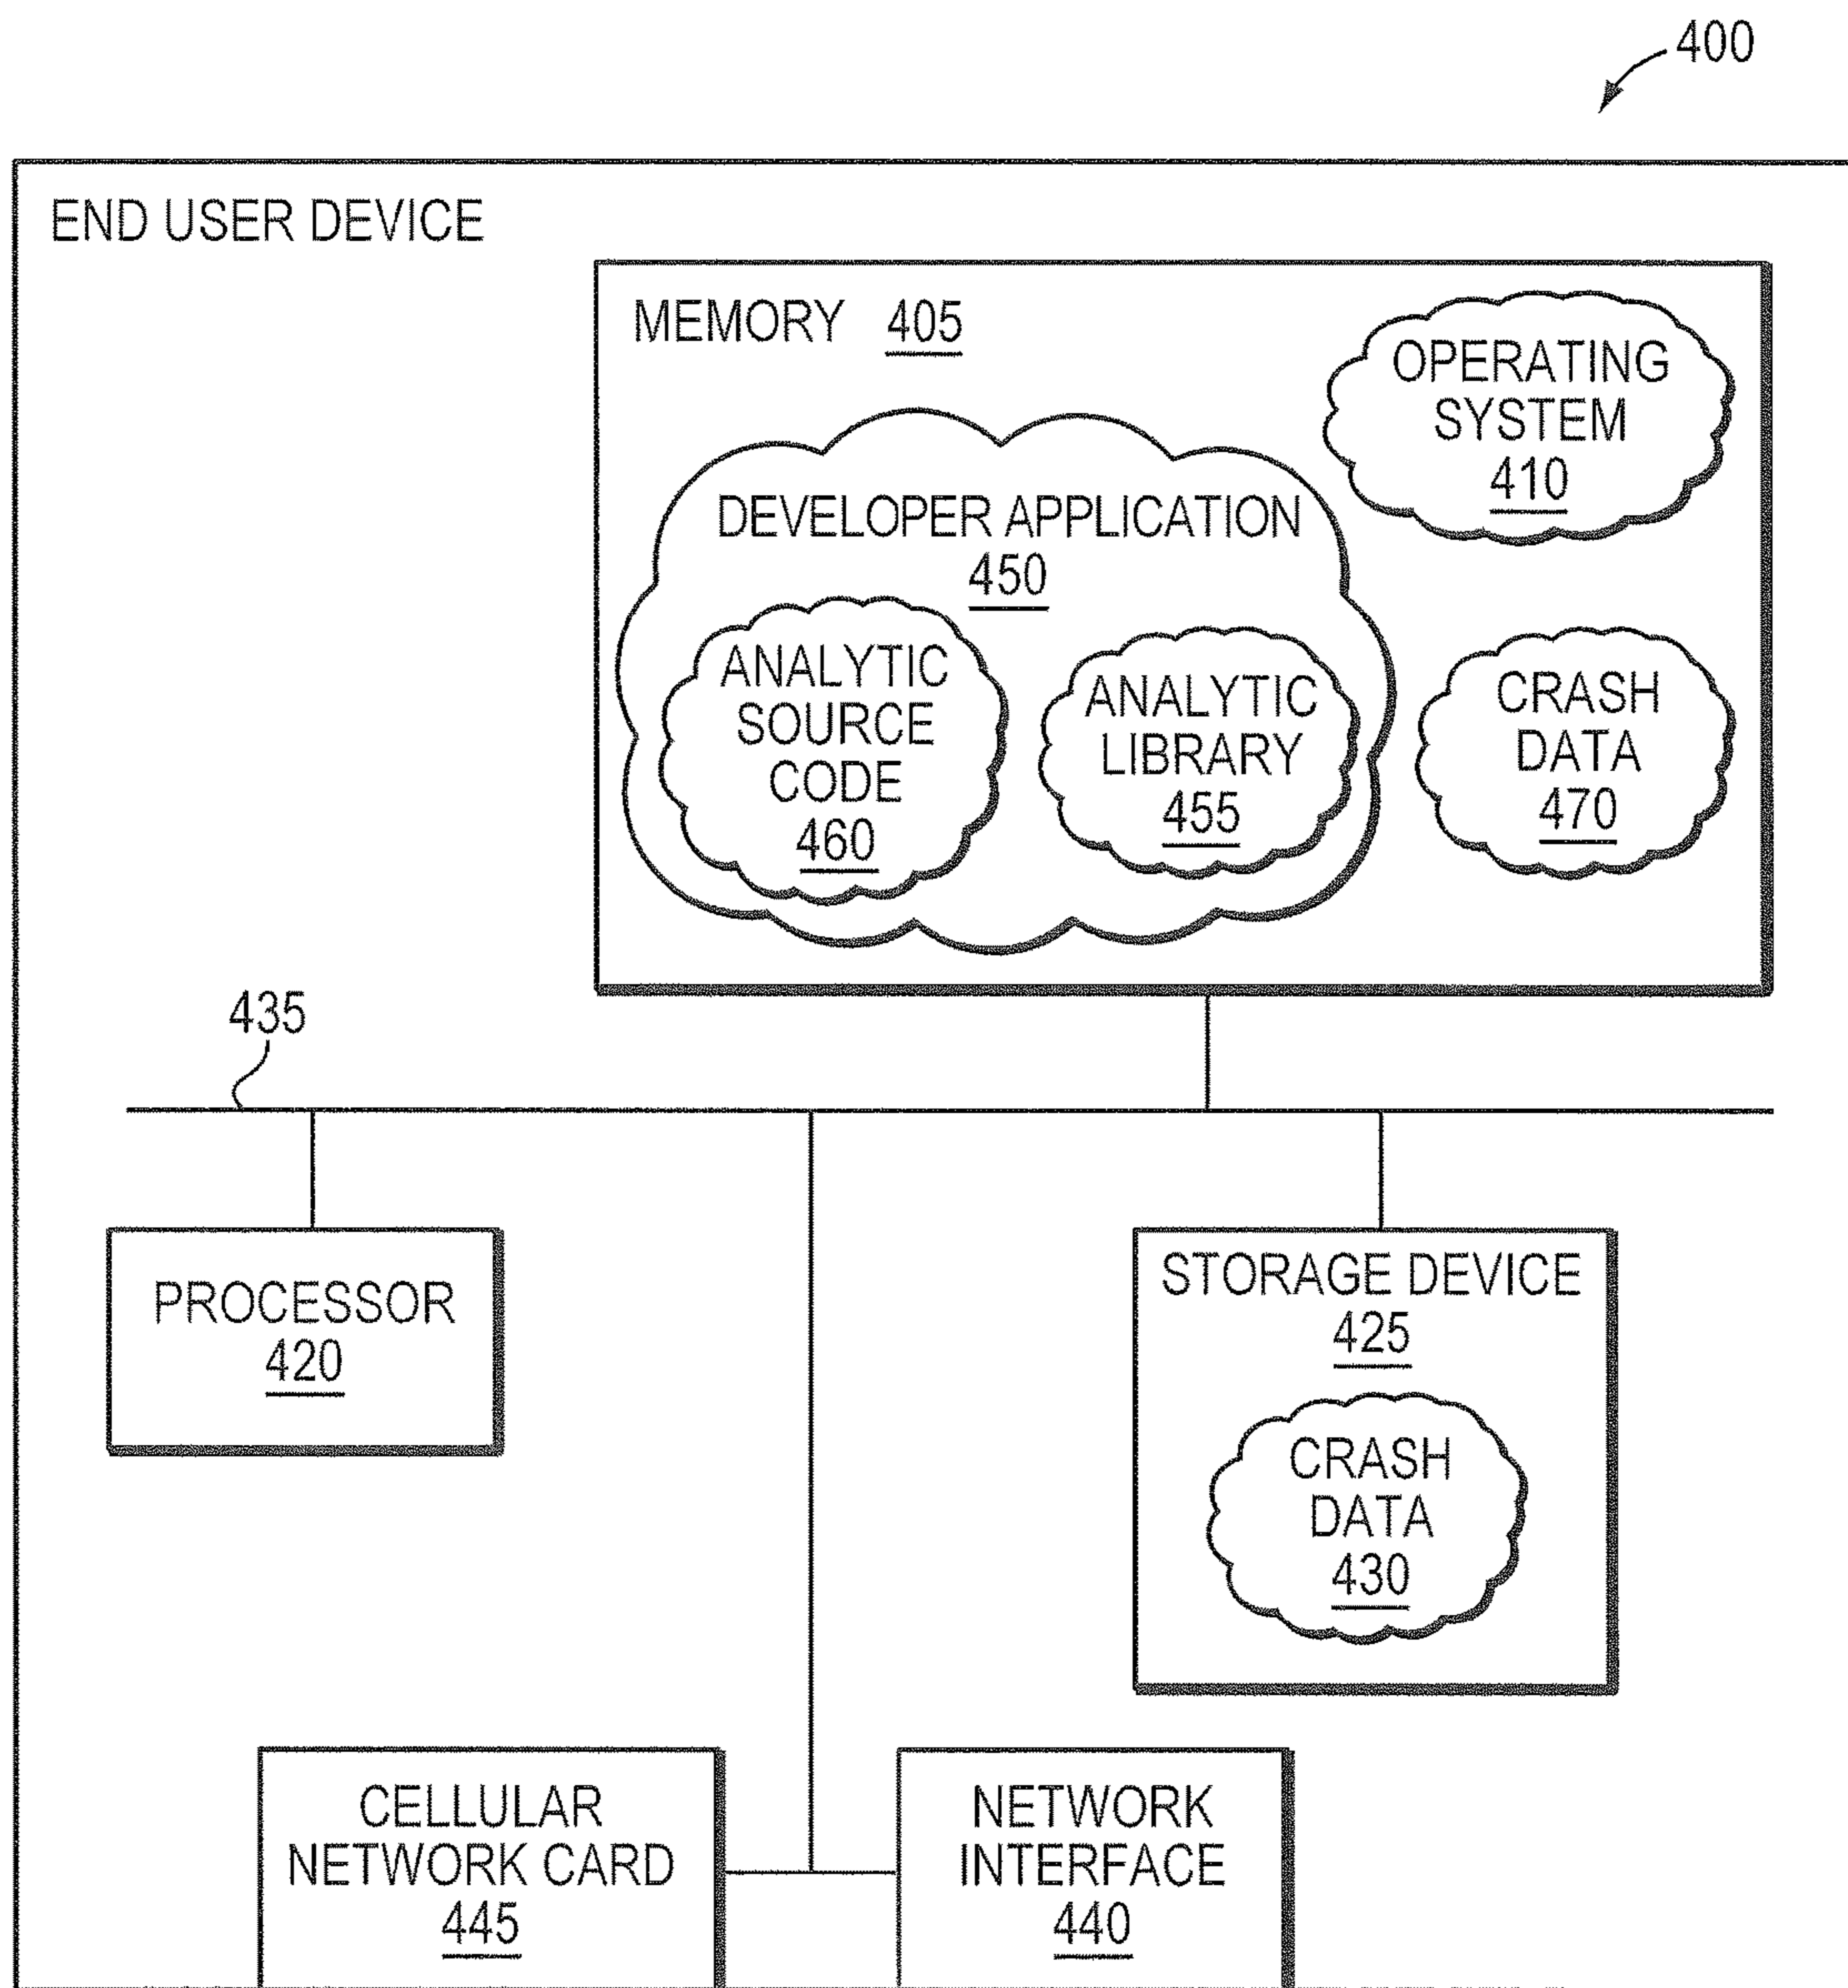 400
END USER DEVICE
MEMORY 405
OPERATING
SYSTEM
410
DEVELOPER APPLICATION
450
ANALYTIC
SOURCE
CODE
460
ANALYTIC
LIBRARY
455
CRASH
DATA
470
435
PROCESSOR
420
STORAGE DEVICE
425
CRASH
DATA
430
CELLULAR
NETWORK CARD
445
NETWORK
INTERFACE
440